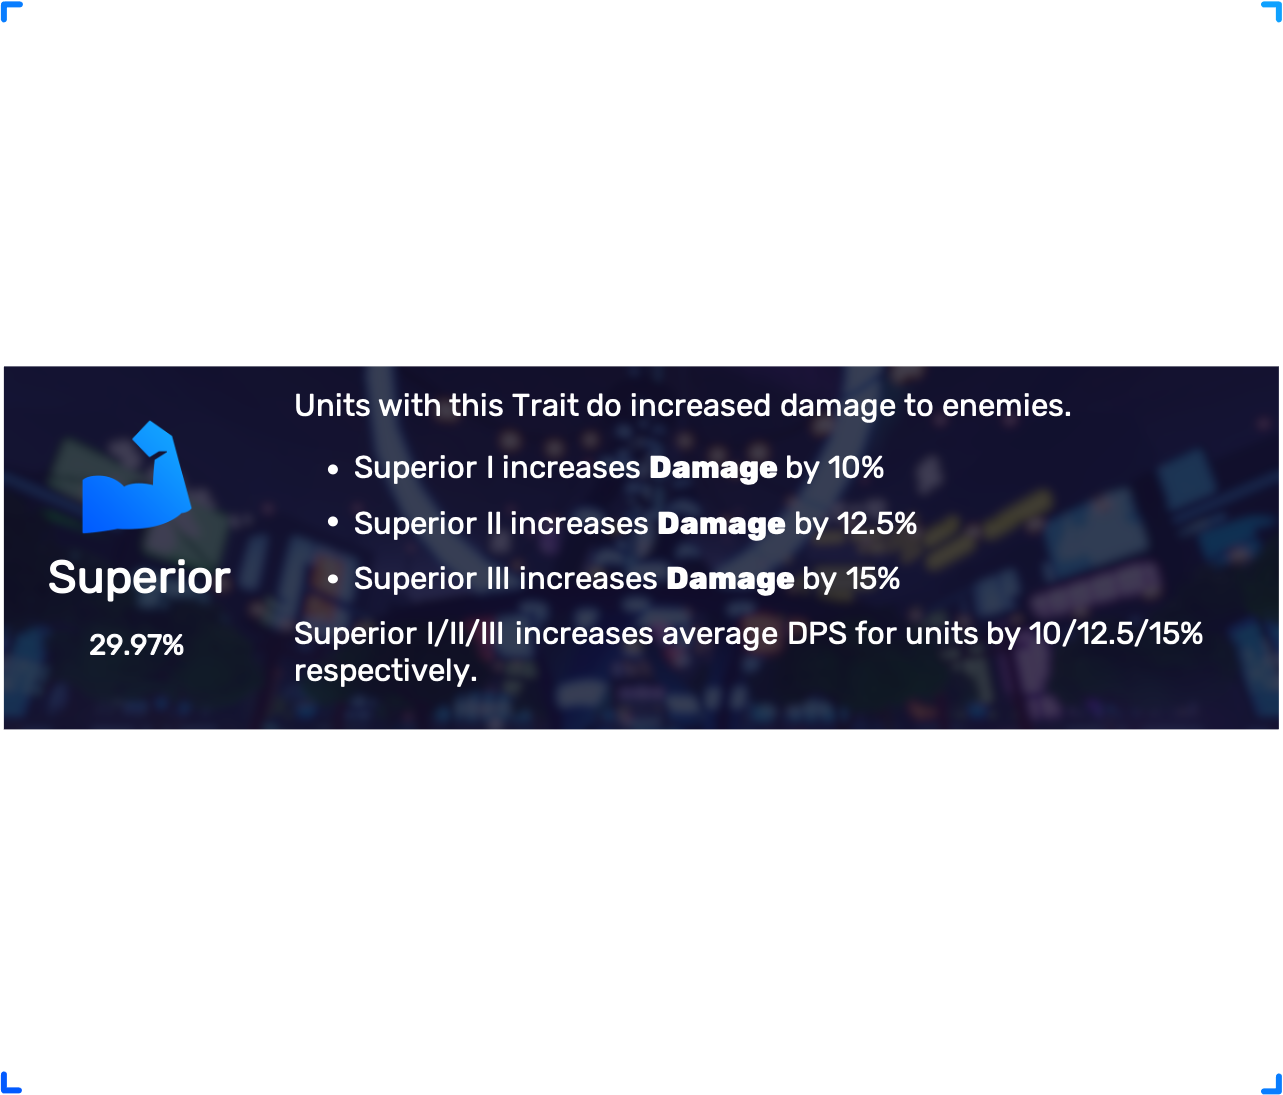 Units with this Trait do increased damage to enemies.
• Superior I increases Damage by 10%
• Superior II increases Damage by 12.5%
• Superior III increases Damage by 15%
Superior I/II/III increases average DPS for units by 10/12.5/15%
respectively.
Superior
29.97%